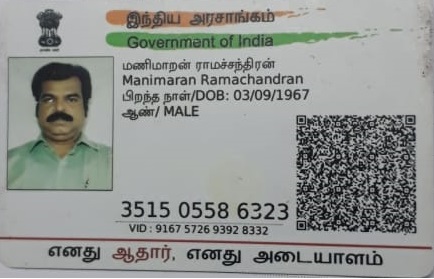 இந்திய அரசாங்கம்
Government of India
மணிமாறன் ராமச்சந்திரன்
Manimaran Ramachandran
பிறந்த நாள்/DOB: 03/09/1967
ஆண்/ MALE
3515 0558 6323
VID : 9167 5726 9392 8332
எனது ஆதார், எனது அடையாளம்